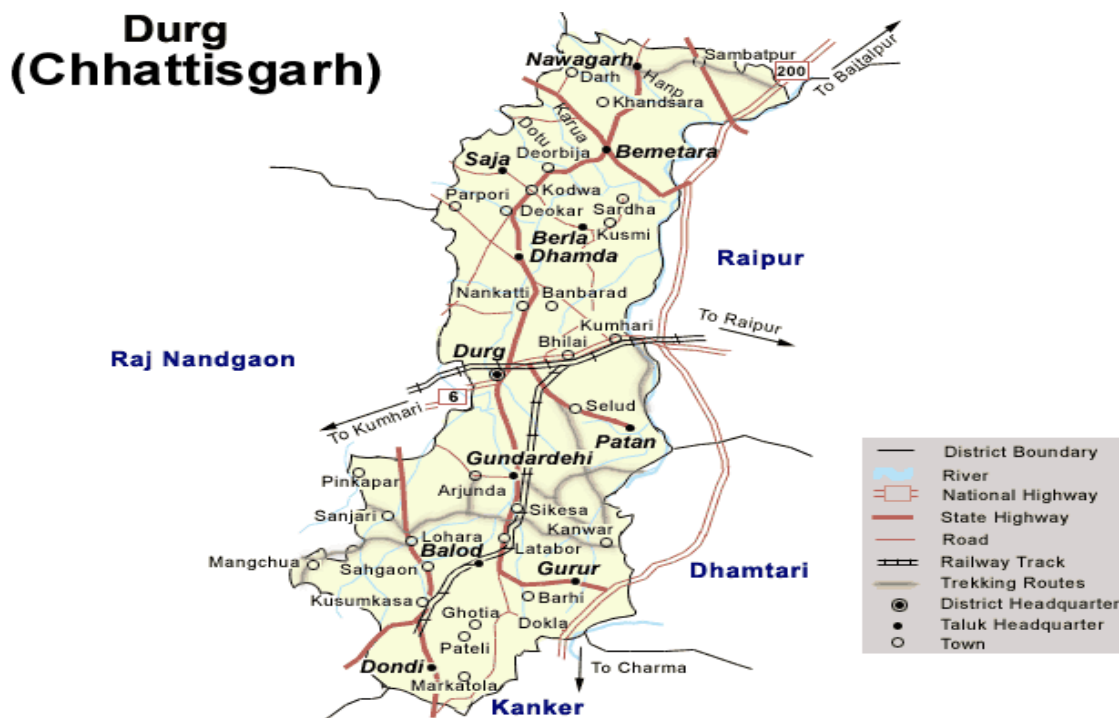 Durg
(Chhattisgarh)
Nawagarh
Sambatpur
200
To Baitalpur
Darh
Hanp
Khandsara
Karua
Dotu
Bemetara
Deorbija
Saja
Kodwa
Parpori
Deokar
Sardha
Kusmi
Berla
Dhamda
Raipur
Nankatti
Banbarad
Kumhari
To Raipur
Bhilai
Durg
Raj Nandgaon
6
To Kumhari
Selud
Patan
Gundardehi
Pinkapar
Arjunda
Sanjari
Sikesa
Kanwar
Lohara
Latabor
Balod
Mangchua
Sahgaon
Gurur
Dhamtari
Kusumkasa
Barhi
Ghotia
Dokla
Pateli
Dondi
To Charma
Markatola
Kanker
District Boundary
River
National Highway
State Highway
Road
Railway Track
Trekking Routes
District Headquarter
Taluk Headquarter
Town